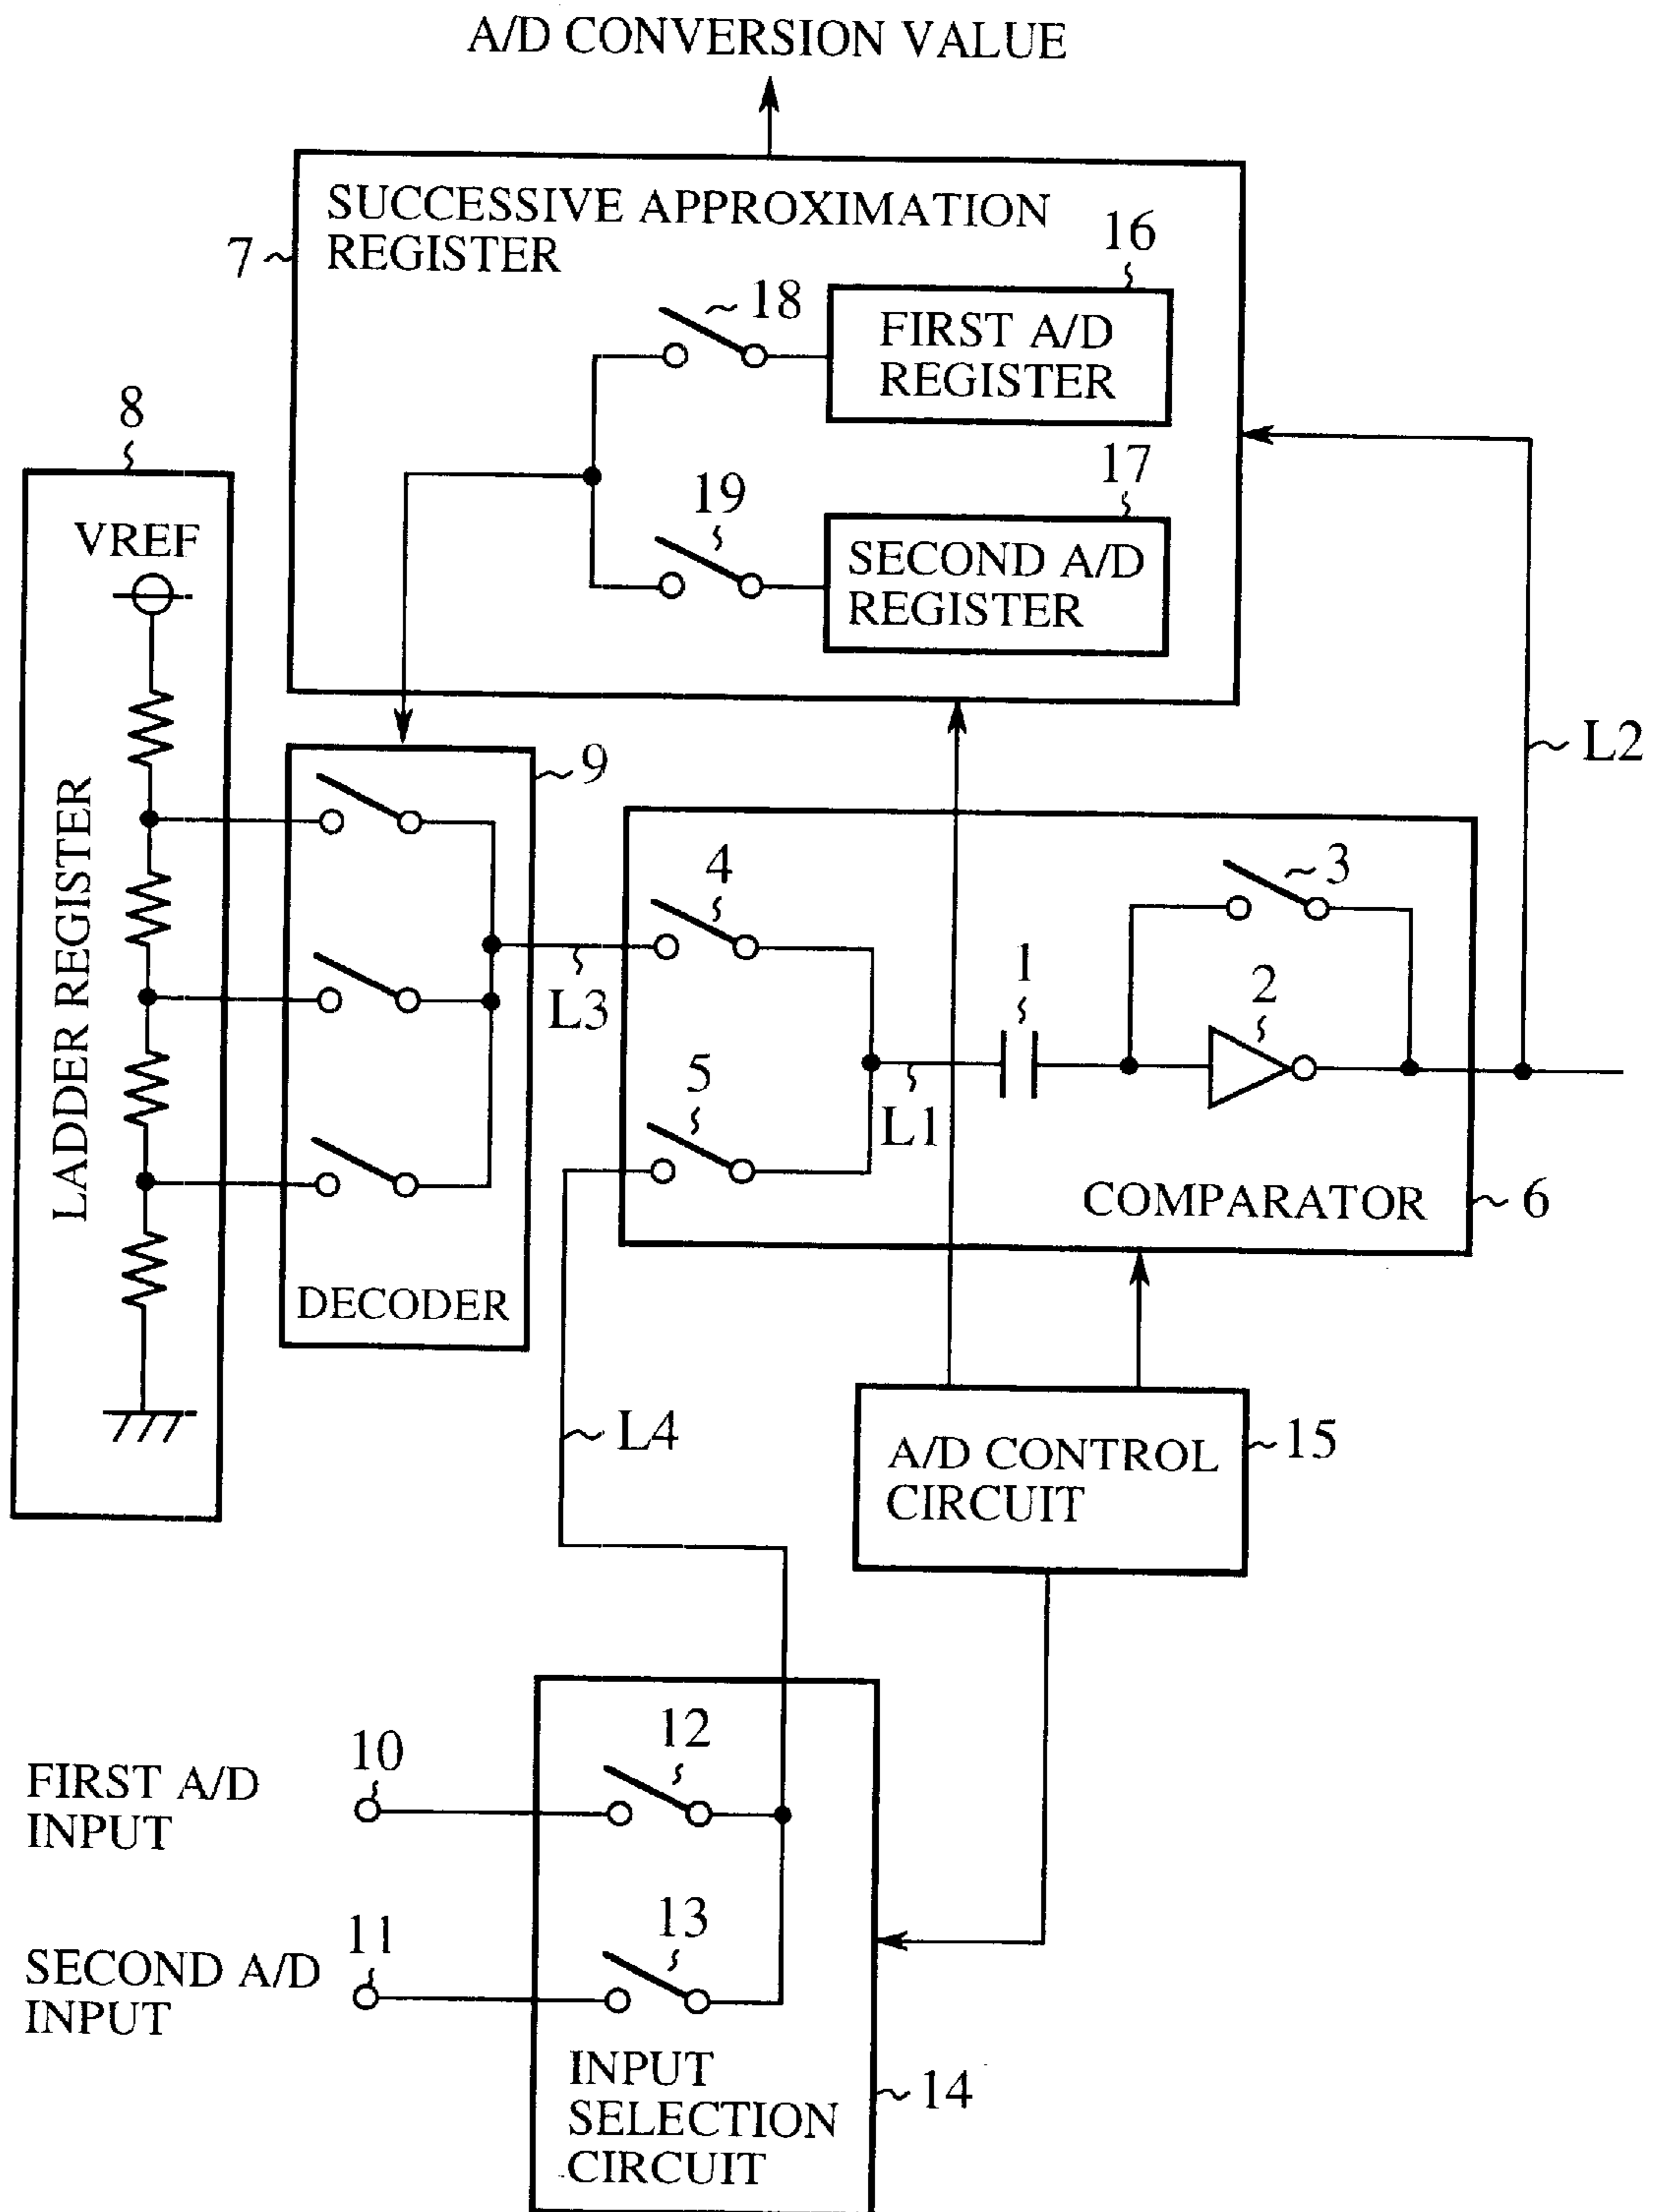 A/D CONVERSION VALUE
SUCCESSIVE APPROXIMATION
REGISTER
7
16
18
FIRST A/D
REGISTER
8
17
19
SECOND A/D
REGISTER
VREF
L2
9
LADDER REGISTER
4
3
L3
1
2
5
L1
COMPARATOR
6
DECODER
L4
A/D CONTROL
CIRCUIT
15
10
12
FIRST A/D
INPUT
11
13
SECOND A/D
INPUT
INPUT
SELECTION
CIRCUIT
14